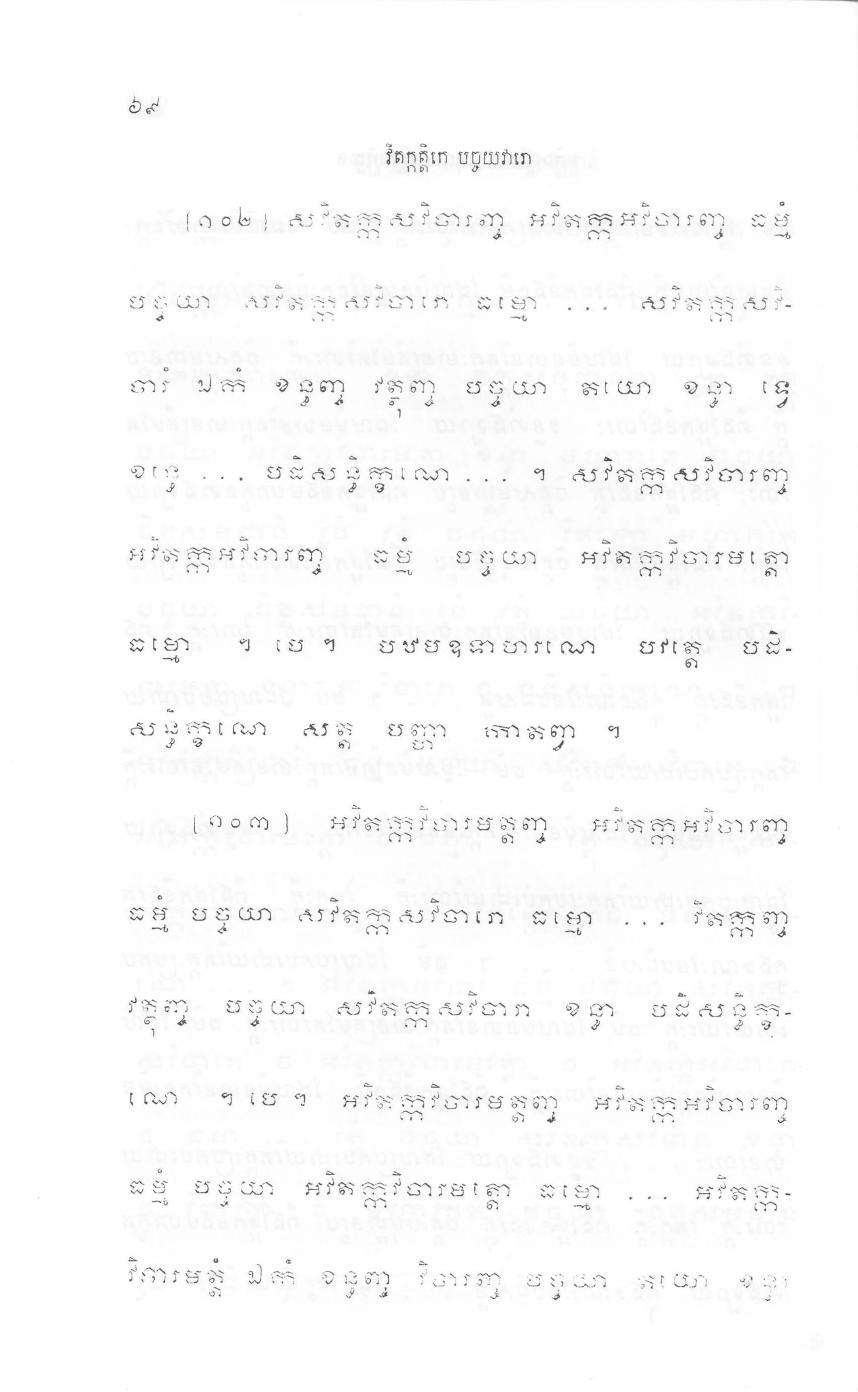 ៦៩
វិតក្កត្តិកេ បច្ចយវារោ
(១០២) សវិតក្កសវិចារញ្ច អវិតក្កអវិចារញ្ច ធម្មំ
បច្ចយា សវិតក្កសវិចារោ ធម្មោ ... សវិតក្កសវិ-
ចារំ ឯកំ ខន្ធញ្ច វត្ថុញ្ច បច្ចយា តយោ ខន្ធា ទ្វេ
ខន្ធេ ... បដិសន្ធិក្ខណេ ... ។ សវិតក្កសវិចារញ្ច
អវិតក្កអវិចារញ្ច ធម្មំ បច្ចយា អវិតក្កវិចារមត្តោ
ធម្មោ ។ បេ ។ បឋមឧទាហរណោ បវត្តេ បដិ-
សន្ធិក្ខណេ សត្ត បញ្ហា កាតព្វា ។
(១០៣) អវិតក្កវិចារមត្តញ្ច អវិតក្កអវិចារញ្ច
ធម្មំ បច្ចយា សវិតក្កសវិចារោ ធម្មោ ... វិតក្កញ្ច
វត្ថុញ្ច បច្ចយា សវិតក្កសវិចារា ខន្ធា បដិសន្ធិក្ខ-
ណេ ។ បេ ។ អវិតក្កវិចារមត្តញ្ច អវិតក្កអវិចារញ្ច
ធម្មំ បច្ចយា អវិតក្កវិចារមត្តោ ធម្មោ ... អវិតក្ក-
វិចារមត្តំ ឯកំ ខន្ធញ្ច វិចារញ្ច បច្ចយា តយោ ខន្ធា